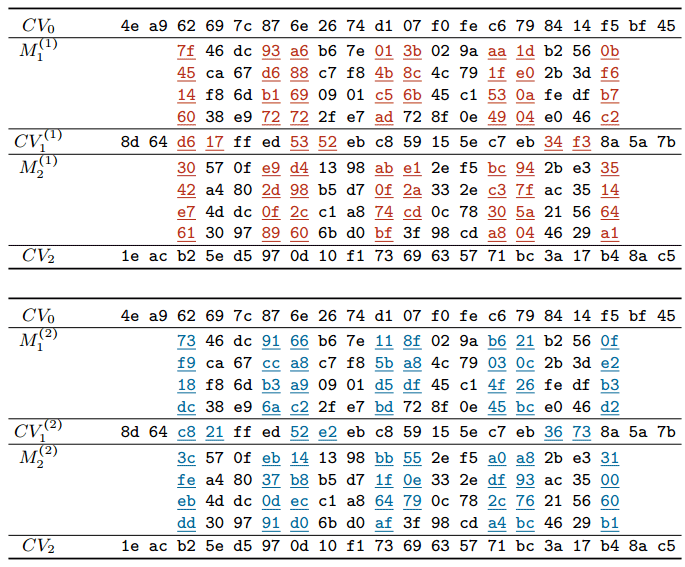 CV0 4e a9 62 69 7c 87 6e 26 74 d1 07 f0 fe c6 79 84 14 f5 bf 45
M1(1) 7f 46 dc 93 a6 b6 7e 01 3b 02 9a aa 1d b2 56 0b
45 ca 67 d6 88 c7 f8 4b 8c 4c 79 1f e0 2b 3d f6
14 f8 6d b1 69 09 01 c5 6b 45 c1 53 0a fe df b7
60 38 e9 72 72 2f e7 ad 72 8f 0e 49 04 e0 46 c2
CV1(1) 8d 64 d6 17 ff ed 53 52 eb c8 59 15 5e c7 eb 34 f3 8a 5a 7b
M2(1) 30 57 0f e9 d4 13 98 ab e1 2e f5 bc 94 2b e3 35
42 a4 80 2d 98 b5 d7 0f 2a 33 2e c3 7f ac 35 14
e7 4d dc 0f 2c c1 a8 74 cd 0c 78 30 5a 21 56 64
61 30 97 89 60 6b d0 bf 3f 98 cd a8 04 46 29 a1
CV2 1e ac b2 5e d5 97 0d 10 f1 73 69 63 57 71 bc 3a 17 b4 8a c5
CV0 4e a9 62 69 7c 87 6e 26 74 d1 07 f0 fe c6 79 84 14 f5 bf 45
M1(2) 73 46 dc 91 66 b6 7e 11 8f 02 9a b6 21 b2 56 0f
f9 ca 67 cc a8 c7 f8 5b a8 4c 79 03 0c 2b 3d e2
18 f8 6d b3 a9 09 01 d5 df 45 c1 4f 26 fe df b3
dc 38 e9 6a c2 2f e7 bd 72 8f 0e 45 bc e0 46 d2
CV1(2) 8d 64 c8 21 ff ed 52 e2 eb c8 59 15 5e c7 eb 36 73 8a 5a 7b
M2(2) 3c 57 0f eb 14 13 98 bb 55 2e f5 a0 a8 2b e3 31
fe a4 80 37 b8 b5 d7 1f 0e 33 2e df 93 ac 35 00
eb 4d dc 0d ec c1 a8 64 79 0c 78 2c 76 21 56 60
dd 30 97 91 d0 6b d0 af 3f 98 cd a4 bc 46 29 b1
CV2 1e ac b2 5e d5 97 0d 10 f1 73 69 63 57 71 bc 3a 17 b4 8a c5